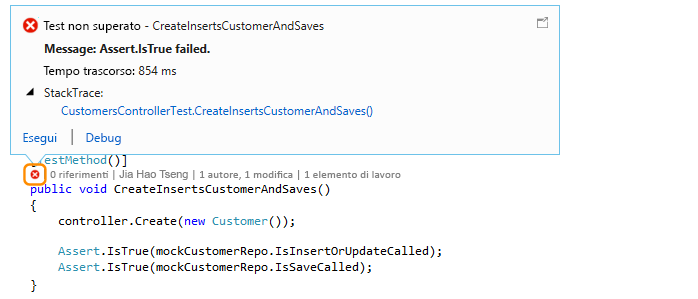 Test non superato - CreateInsertsCustomerAndSaves
Message: Assert.IsTrue failed.
Tempo trascorso: 854 ms
StackTrace:
CustomersControllerTest.CreateInsertsCustomerAndSaves()
Esegui | Debug
estMethod()]
0 riferimenti | Jia Hao Tseng | 1 autore, 1 modifica | 1 elemento di lavoro
public void CreateInsertsCustomerAndSaves()
{
controller.Create(new Customer());
Assert.IsTrue(mockCustomerRepo.IsInsertOrUpdateCalled);
Assert.IsTrue(mockCustomerRepo.IsSaveCalled);
}